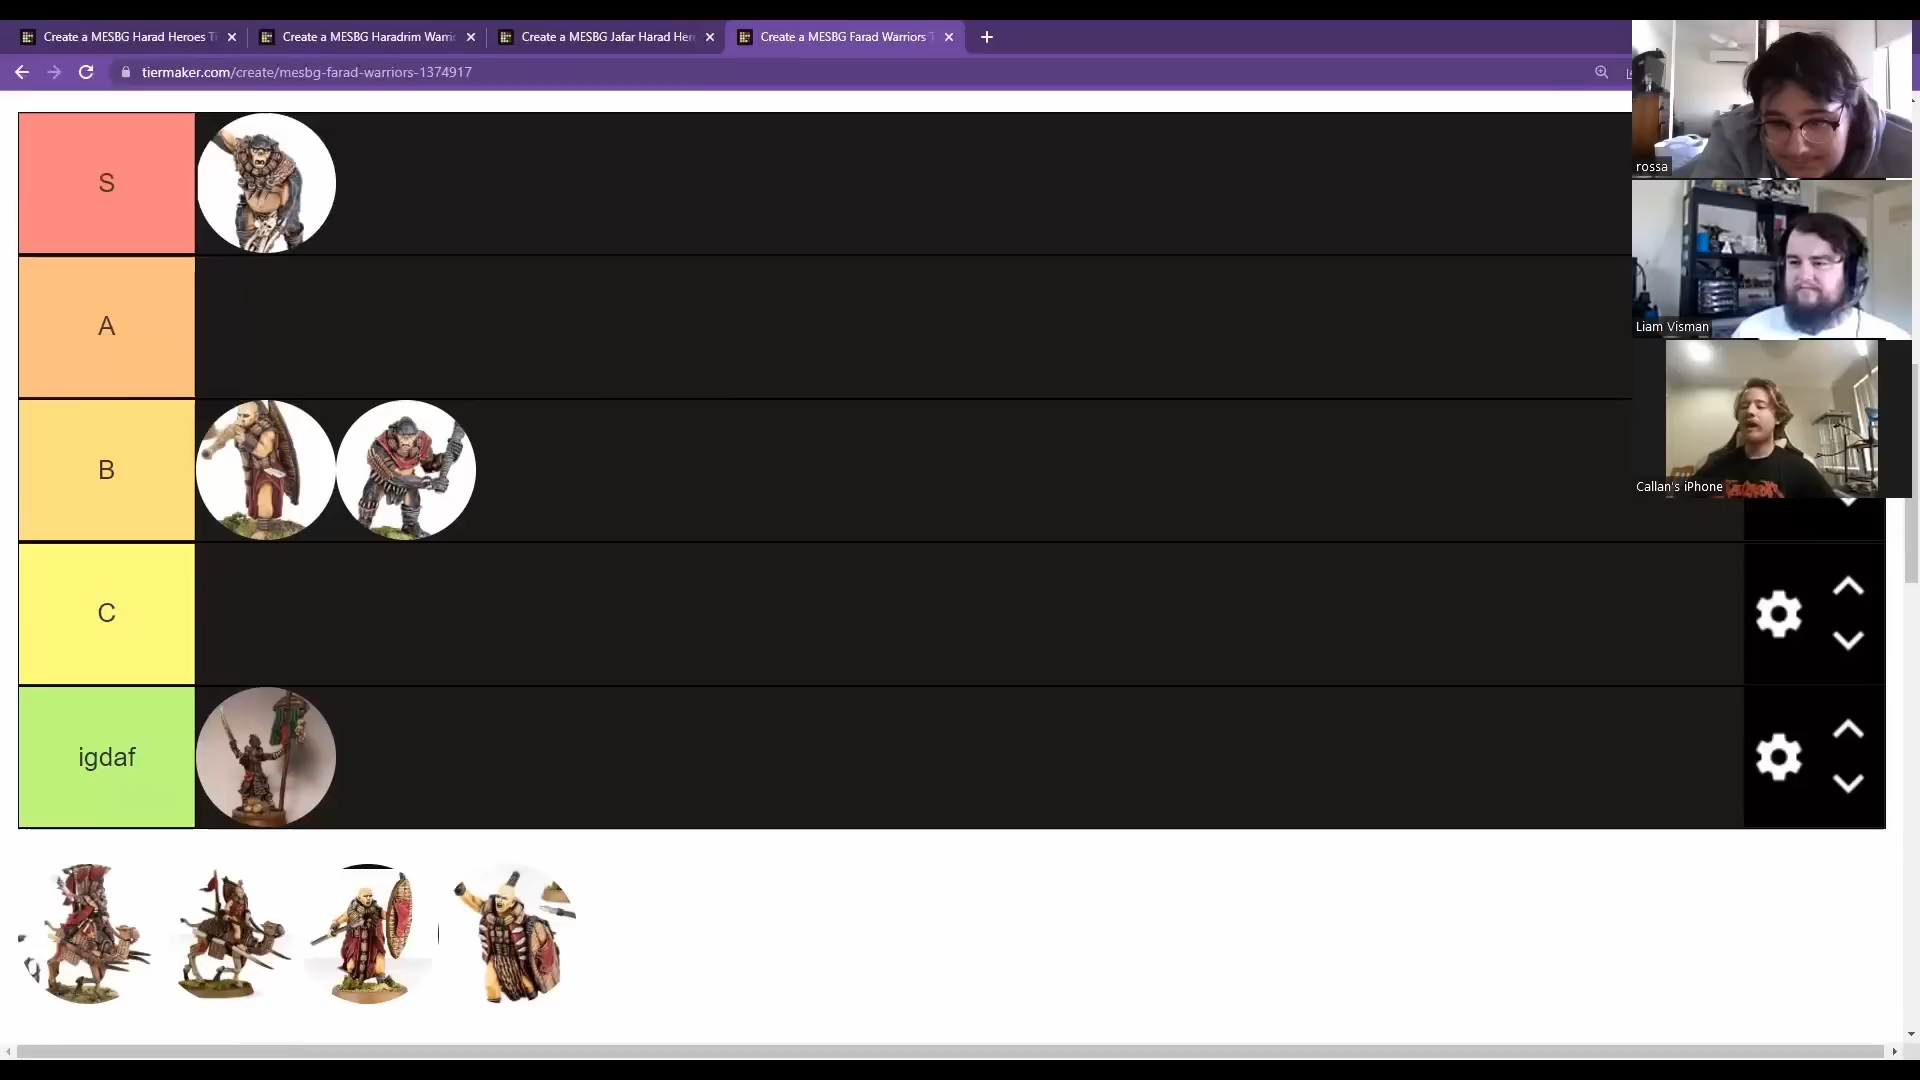 Create a MESBG Harad Heroes T
Create a MESBG Haradrim Warri
Create a MESBG Jafar Harad Her
Create a MESBG Farad Warriors T
tiermaker.com/create/mesbg-farad-warriors-1374917
rossa
S
Liam Visman
A
B
Callan's iPhone
C
igdaf